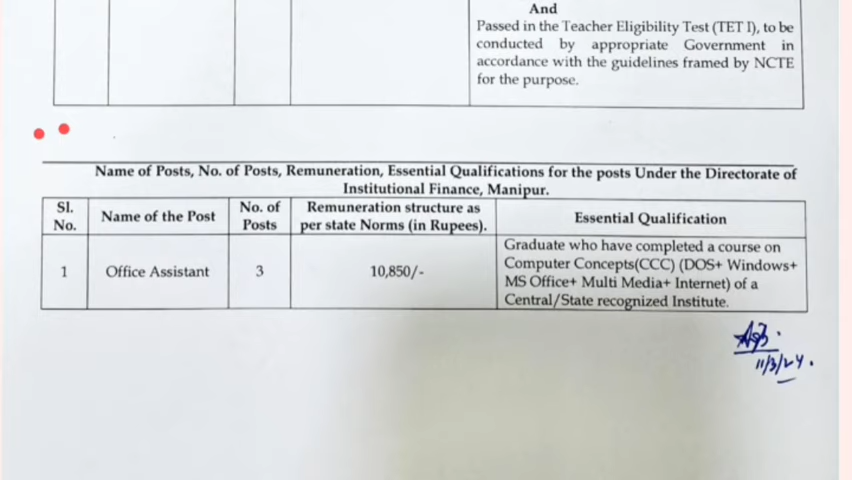 And
Passed in the Teacher Eligibility Test (TET I), to be
conducted by appropriate Government in
accordance with the guidelines framed by NCTE
for the purpose.
Name of Posts, No. of Posts, Remuneration, Essential Qualifications for the posts Under the Directorate of
Institutional Finance, Manipur.
Sl. No. Name of the Post No. of Posts Remuneration structure as per state Norms (in Rupees). Essential Qualification
1 Office Assistant 3 10,850/- Graduate who have completed a course on
Computer Concepts(CCC) (DOS+ Windows+
MS Office+ Multi Media+ Internet) of a
Central/State recognized Institute.
11/3/24.